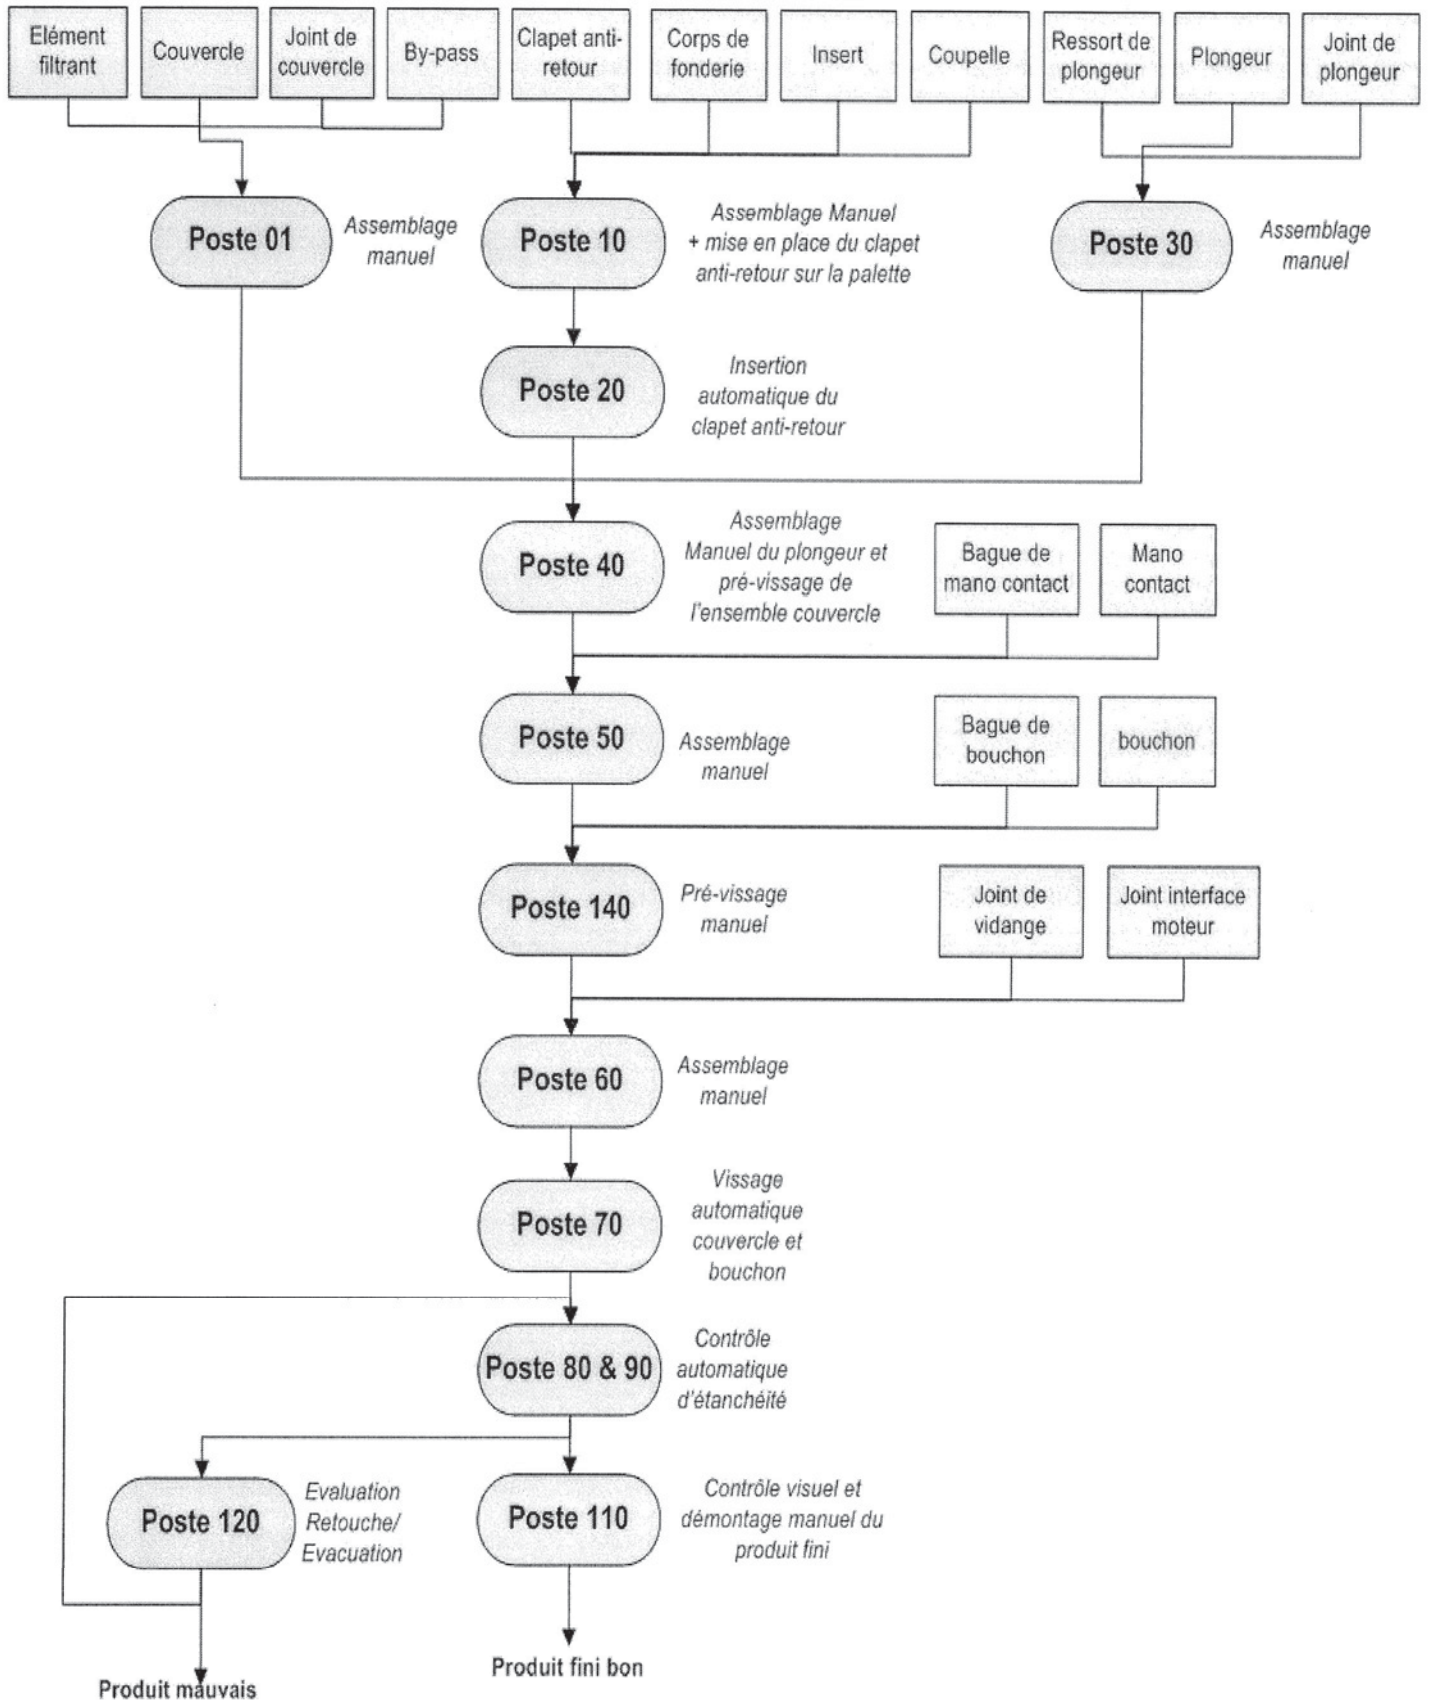 Elément
filtrant
Couvercle
Joint de
couvercle
By-pass
Clapet anti-
retour
Corps de
fonderie
Insert
Coupelle
Ressort de
plongeur
Plongeur
Joint de
plongeur
Poste 01
Assemblage
manuel
Poste 10
Assemblage Manuel
+ mise en place du clapet
anti-retour sur la palette
Poste 30
Assemblage
manuel
Poste 20
Insertion
automatique du
clapet anti-retour
Poste 40
Assemblage
Manuel du plongeur et
pré-vissage de
l'ensemble couvercle
Bague de
mano contact
Mano
contact
Poste 50
Assemblage
manuel
Bague de
bouchon
bouchon
Poste 140
Pré-vissage
manuel
Joint de
vidange
Joint interface
moteur
Poste 60
Assemblage
manuel
Poste 70
Vissage
automatique
couvercle et
bouchon
Poste 80 & 90
Contrôle
automatique
d'étanchéité
Poste 120
Evaluation
Retouche/
Evacuation
Poste 110
Contrôle visuel et
démontage manuel du
produit fini
Produit mauvais
Produit fini bon